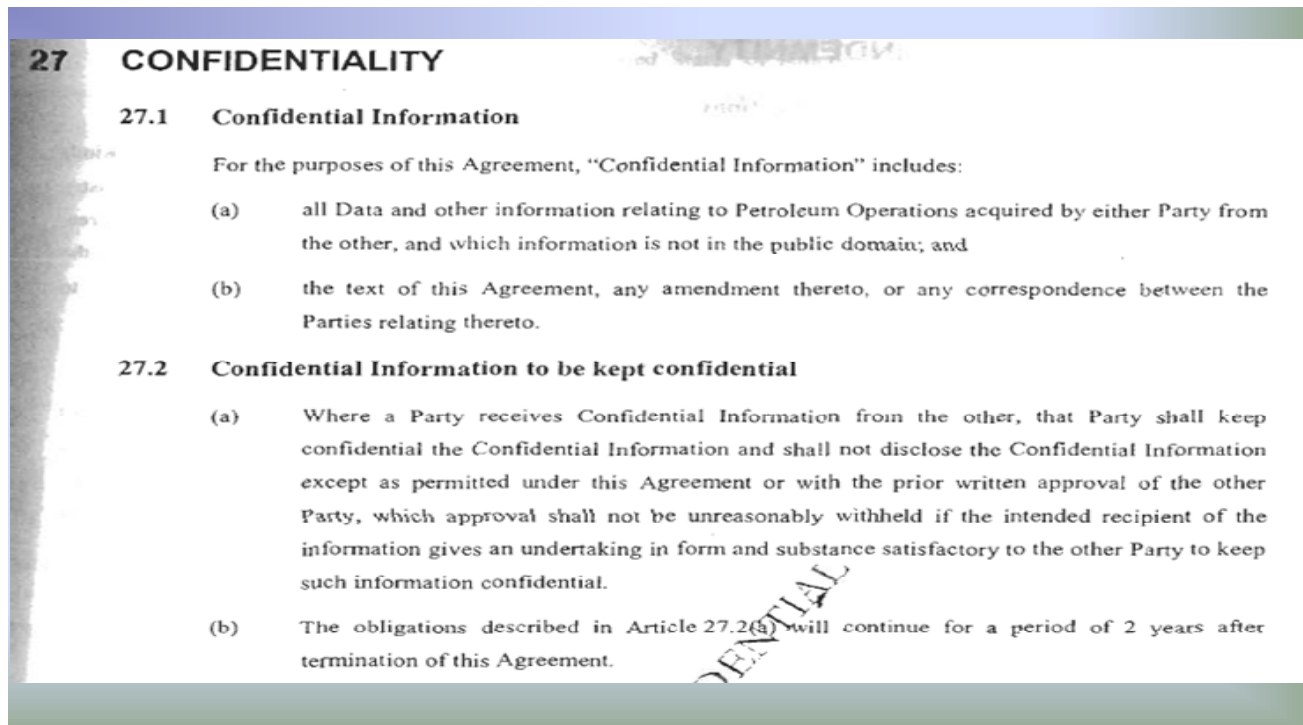 27 CONFIDENTIALITY
27.1 Confidential Information
For the purposes of this Agreement, “Confidential Information” includes:
(a) all Data and other information relating to Petroleum Operations acquired by either Party from
the other, and which information is not in the public domain; and
(b) the text of this Agreement, any amendment thereto, or any correspondence between the
Parties relating thereto.
27.2 Confidential Information to be kept confidential
(a) Where a Party receives Confidential Information from the other, that Party shall keep
confidential the Confidential Information and shall not disclose the Confidential Information
except as permitted under this Agreement or with the prior written approval of the other
Party, which approval shall not be unreasonably withheld if the intended recipient of the
information gives an undertaking in form and substance satisfactory to the other Party to keep
such information confidential.
(b) The obligations described in Article 27.2(a) will continue for a period of 2 years after
termination of this Agreement.
DENTIAL